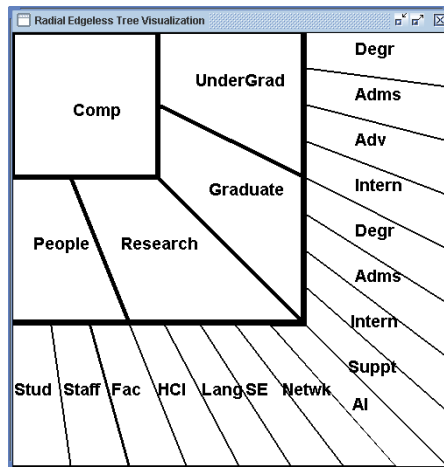 Radial Edgeless Tree Visualization
Degr
UnderGrad
Adms
Comp
Adv
Intern
Graduate
Degr
People
Research
Adms
Intern
Suppt
Stud
Staff
Fac
HCI
Lang
SE
Netwk
AI